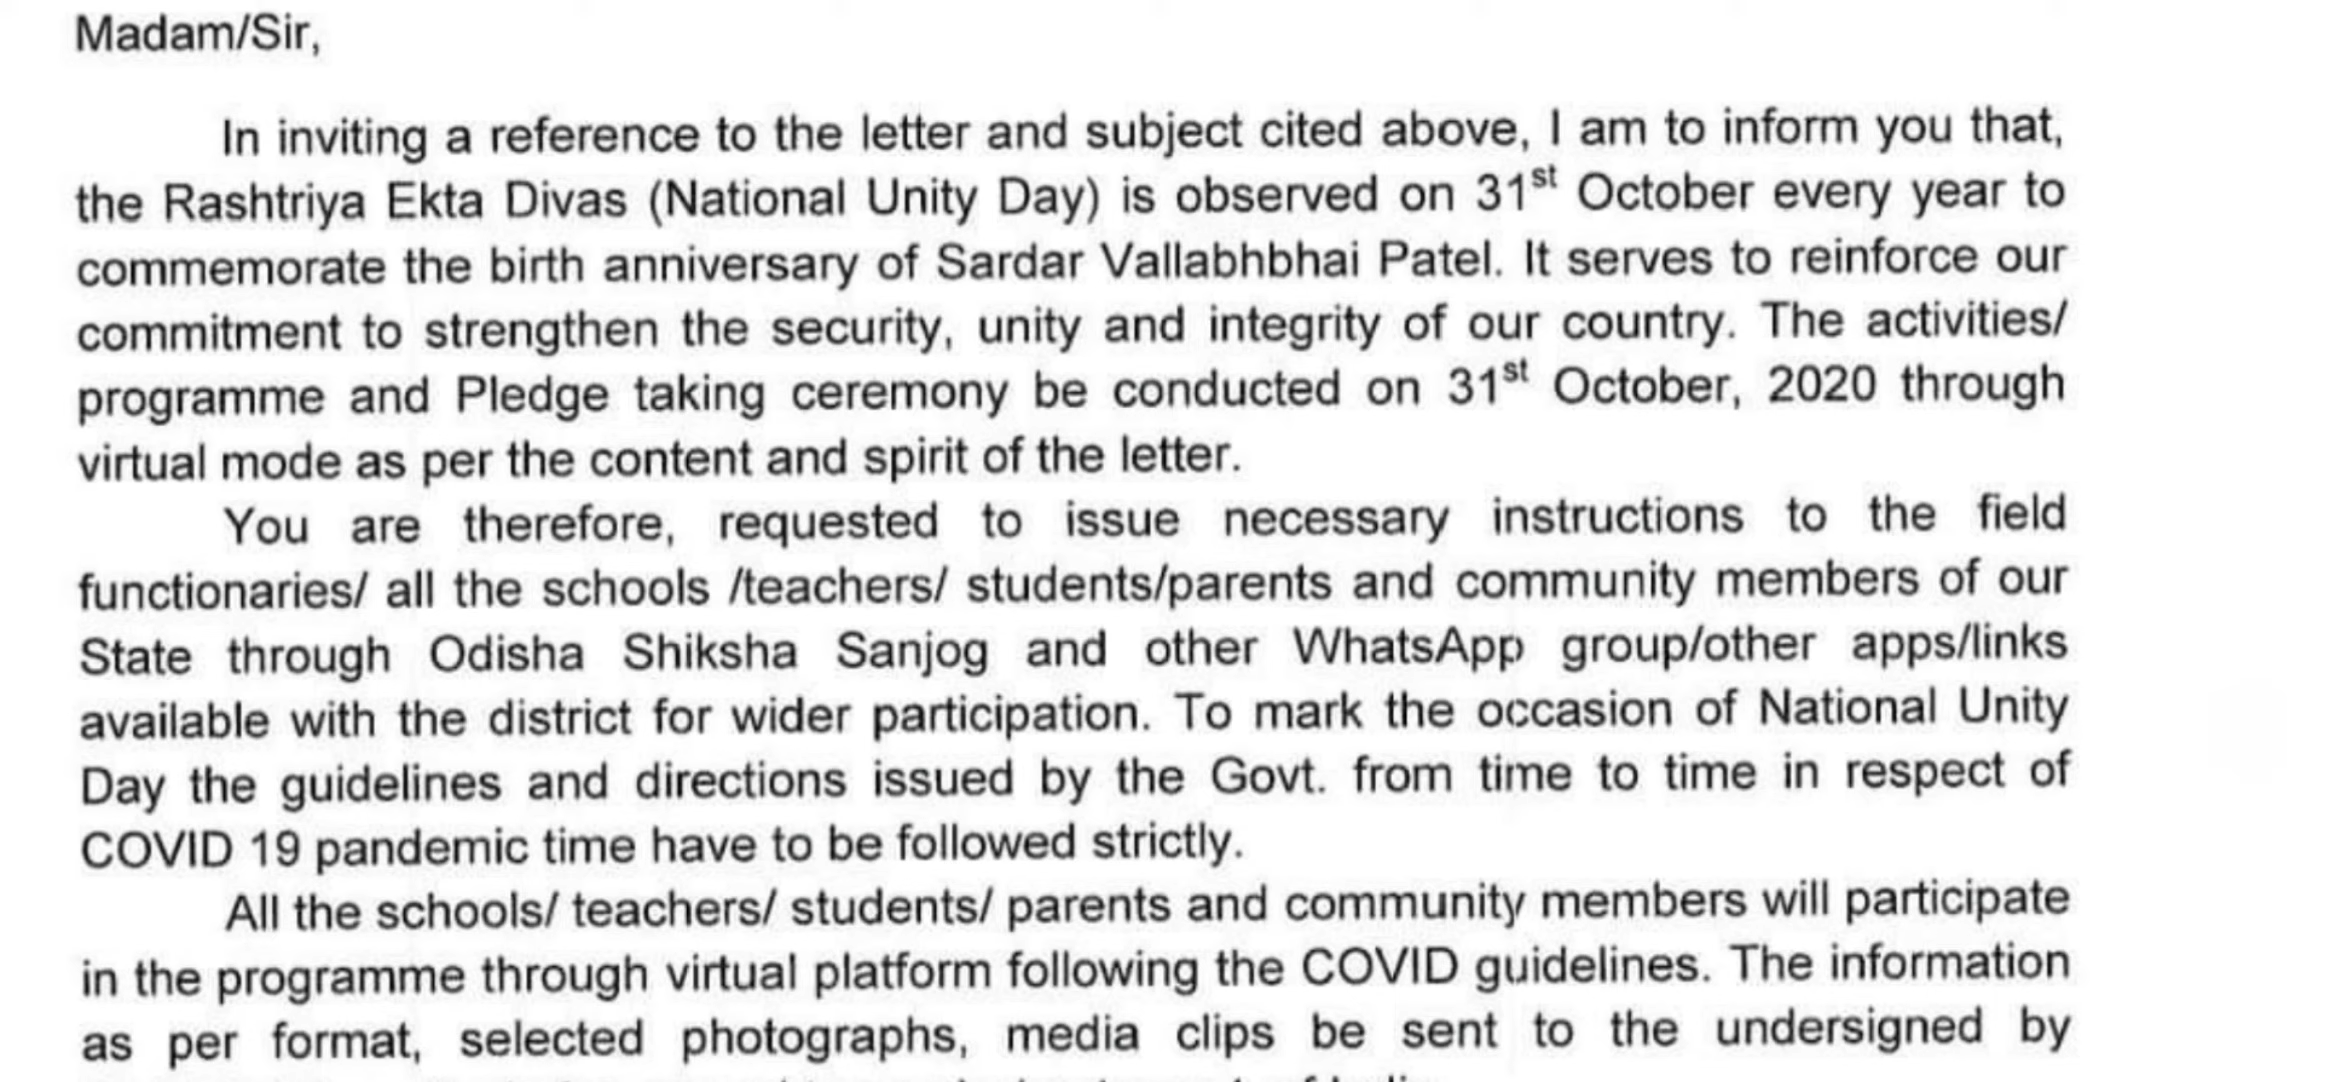 Madam/Sir,
In inviting a reference to the letter and subject cited above, I am to inform you that,
the Rashtriya Ekta Divas (National Unity Day) is observed on 31st October every year to
commemorate the birth anniversary of Sardar Vallabhbhai Patel. It serves to reinforce our
commitment to strengthen the security, unity and integrity of our country. The activities/
programme and Pledge taking ceremony be conducted on 31st October, 2020 through
virtual mode as per the content and spirit of the letter.
You are therefore, requested to issue necessary instructions to the field
functionaries/ all the schools /teachers/ students/parents and community members of our
State through Odisha Shiksha Sanjog and other WhatsApp group/other apps/links
available with the district for wider participation. To mark the occasion of National Unity
Day the guidelines and directions issued by the Govt. from time to time in respect of
COVID 19 pandemic time have to be followed strictly.
All the schools/ teachers/ students/ parents and community members will participate
in the programme through virtual platform following the COVID guidelines. The information
as per format, selected photographs, media clips be sent to the undersigned by